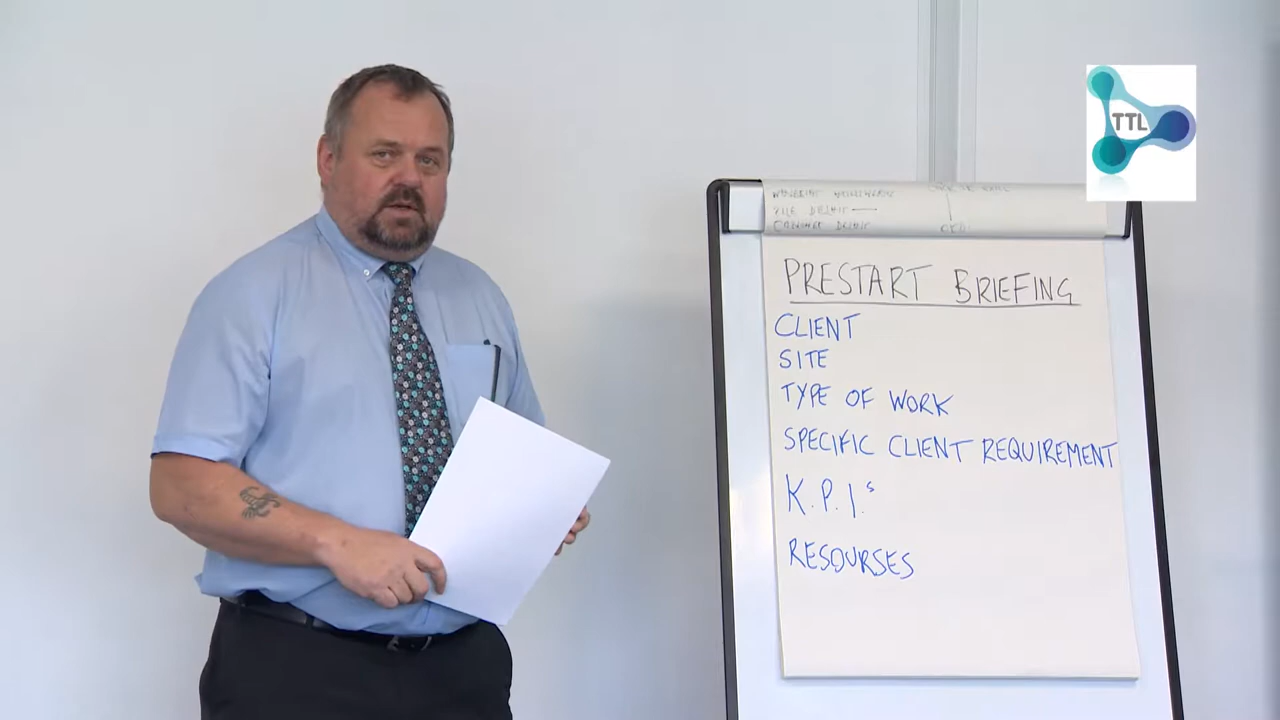 TTL
PRESTART BRIEFING
CLIENT
SITE
TYPE OF WORK
SPECIFIC CLIENT REQUIREMENT
K.P.I.s
RESOURSES